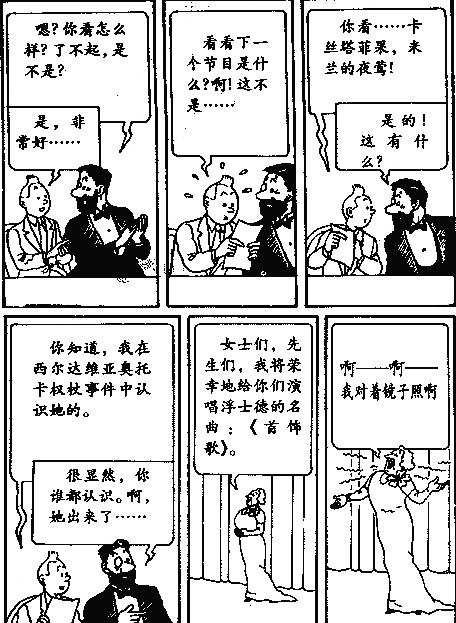 嗯？你看怎么
样？了不起，是
不是？
是，非
常好……
看看下一
个节目是什
么？啊！这不
是……
你看……卡
丝塔菲果，米
兰的夜莺！
是的！
这有什
么？
你知道，我在
西尔达维亚奥托
卡权杖事件中认
识她的。
很显然，你
谁都认识。啊，
她出来了……
女士们，先
生们，我将荣
幸地给你们演
唱浮士德的名
曲：《首饰
歌》。
啊——啊——
我对着镜子照啊